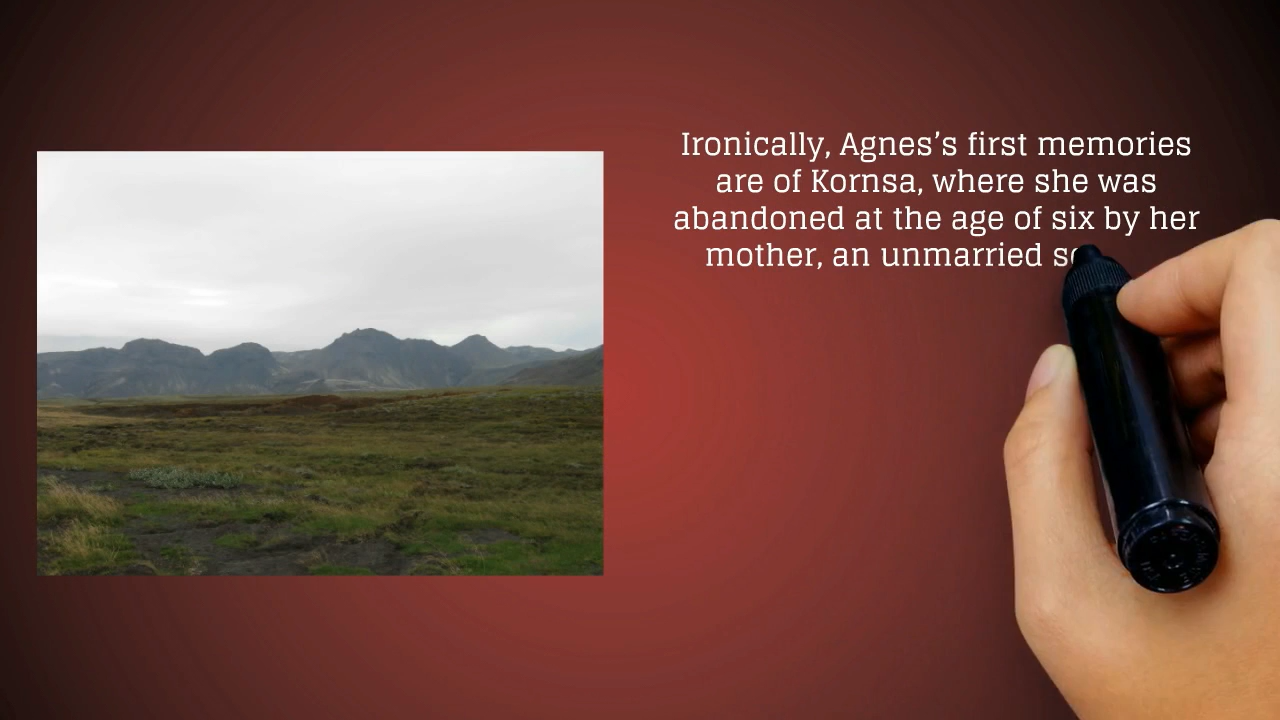 Ironically, Agnes’s first memories
are of Kornsa, where she was
abandoned at the age of six by her
mother, an unmarried